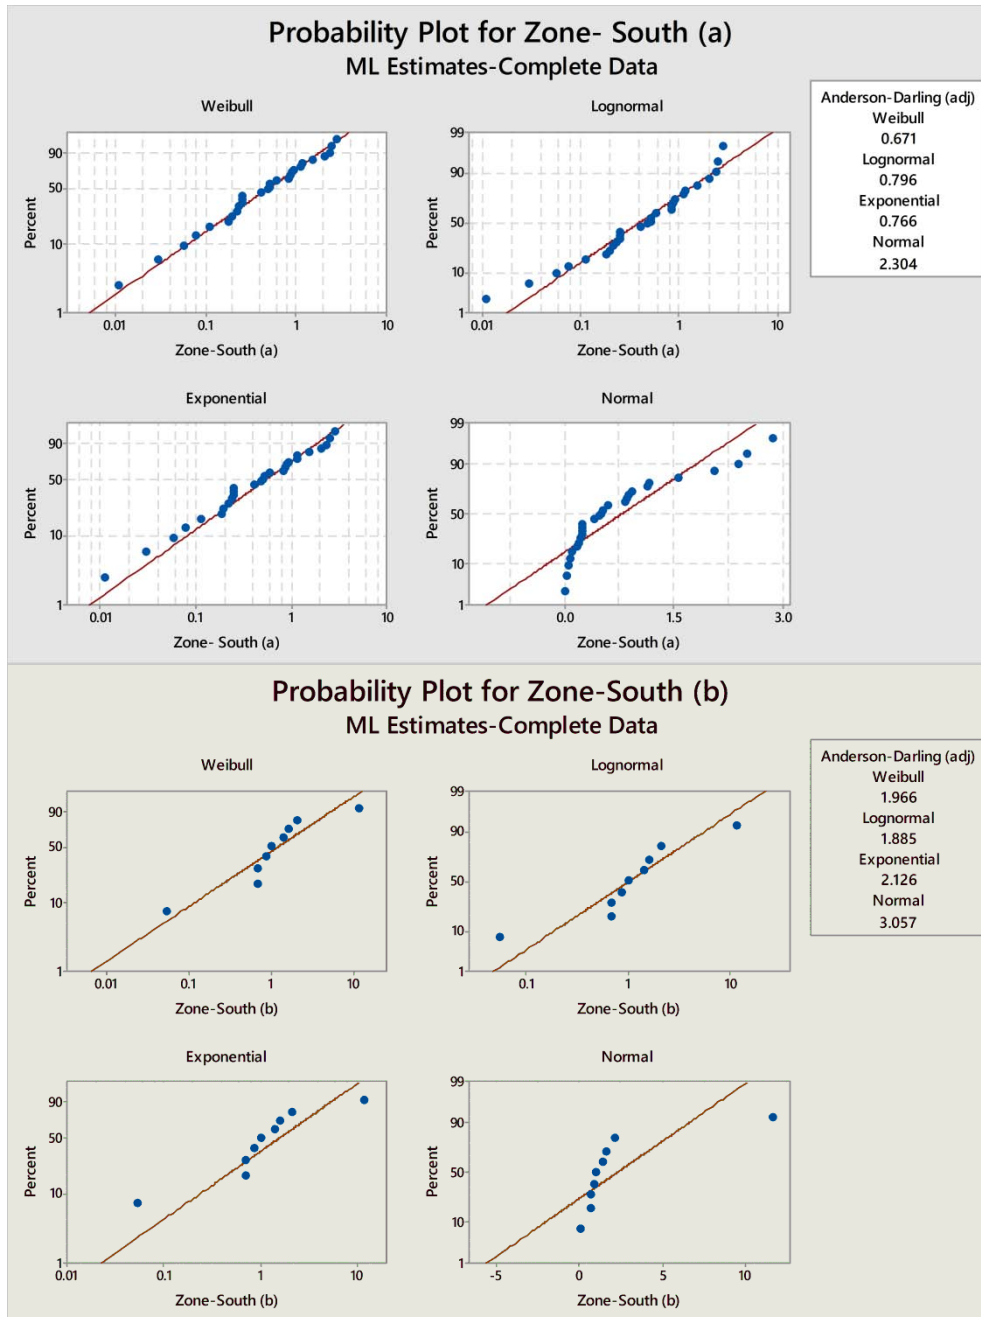 Probability Plot for Zone- South (a)
ML Estimates-Complete Data
Weibull
Percent
90
50
10
1
0.01
0.1
1
10
Zone-South (a)
Lognormal
Percent
99
90
50
10
1
0.01
0.1
1
10
Zone-South (a)
Anderson-Darling (adj)
Weibull
0.671
Lognormal
0.796
Exponential
0.766
Normal
2.304
Exponential
Percent
90
50
10
1
0.01
0.1
1
10
Zone- South (a)
Normal
Percent
99
90
50
10
1
0.0
1.5
3.0
Zone-South (a)
Probability Plot for Zone-South (b)
ML Estimates-Complete Data
Weibull
Percent
90
50
10
1
0.01
0.1
1
10
Zone-South (b)
Lognormal
Percent
99
90
50
10
1
0.1
1
10
Zone-South (b)
Anderson-Darling (adj)
Weibull
1.966
Lognormal
1.885
Exponential
2.126
Normal
3.057
Exponential
Percent
90
50
10
1
0.01
0.1
1
10
Zone-South (b)
Normal
Percent
99
90
50
10
1
-5
0
5
10
Zone-South (b)